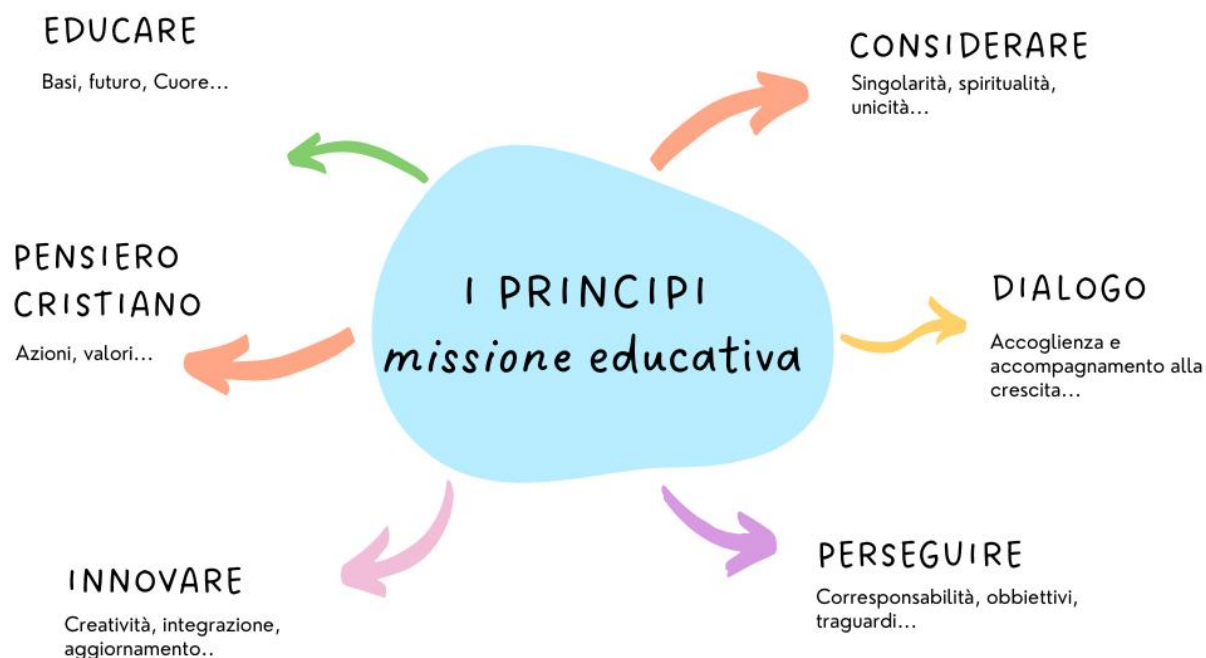 EDUCARE
Basi, futuro, Cuore...
CONSIDERARE
Singolarità, spiritualità,
unicità...
PENSIERO
CRISTIANO
Azioni, valori...
I PRINCIPI
missione educativa
DIALOGO
Accoglienza e
accompagnamento alla
crescita...
INNOVARE
Creatività, integrazione,
aggiornamento..
PERSEGUIRE
Corresponsabilità, obbiettivi,
traguardi...